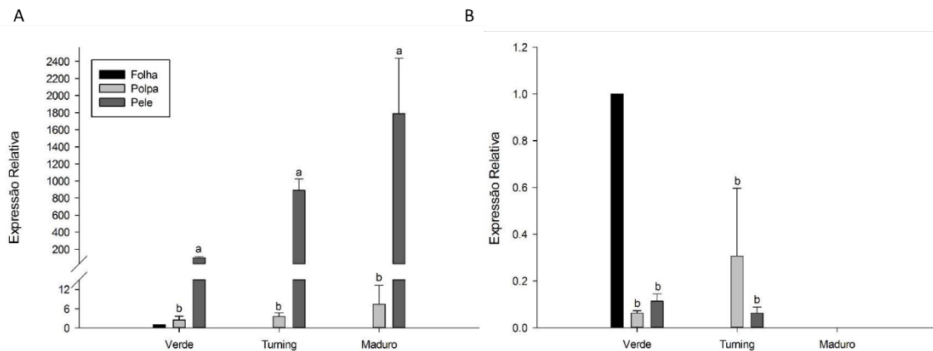 A
Expressão Relativa
2400
2200
2000
1800
1600
1400
1200
1000
800
600
400
200
12
6
0
Folha
Polpa
Pele
b
a
b
a
b
a
Verde
Turning
Maduro
B
Expressão Relativa
1.2
1.0
0.8
0.6
0.4
0.2
0.0
b
b
b
b
Verde
Turning
Maduro